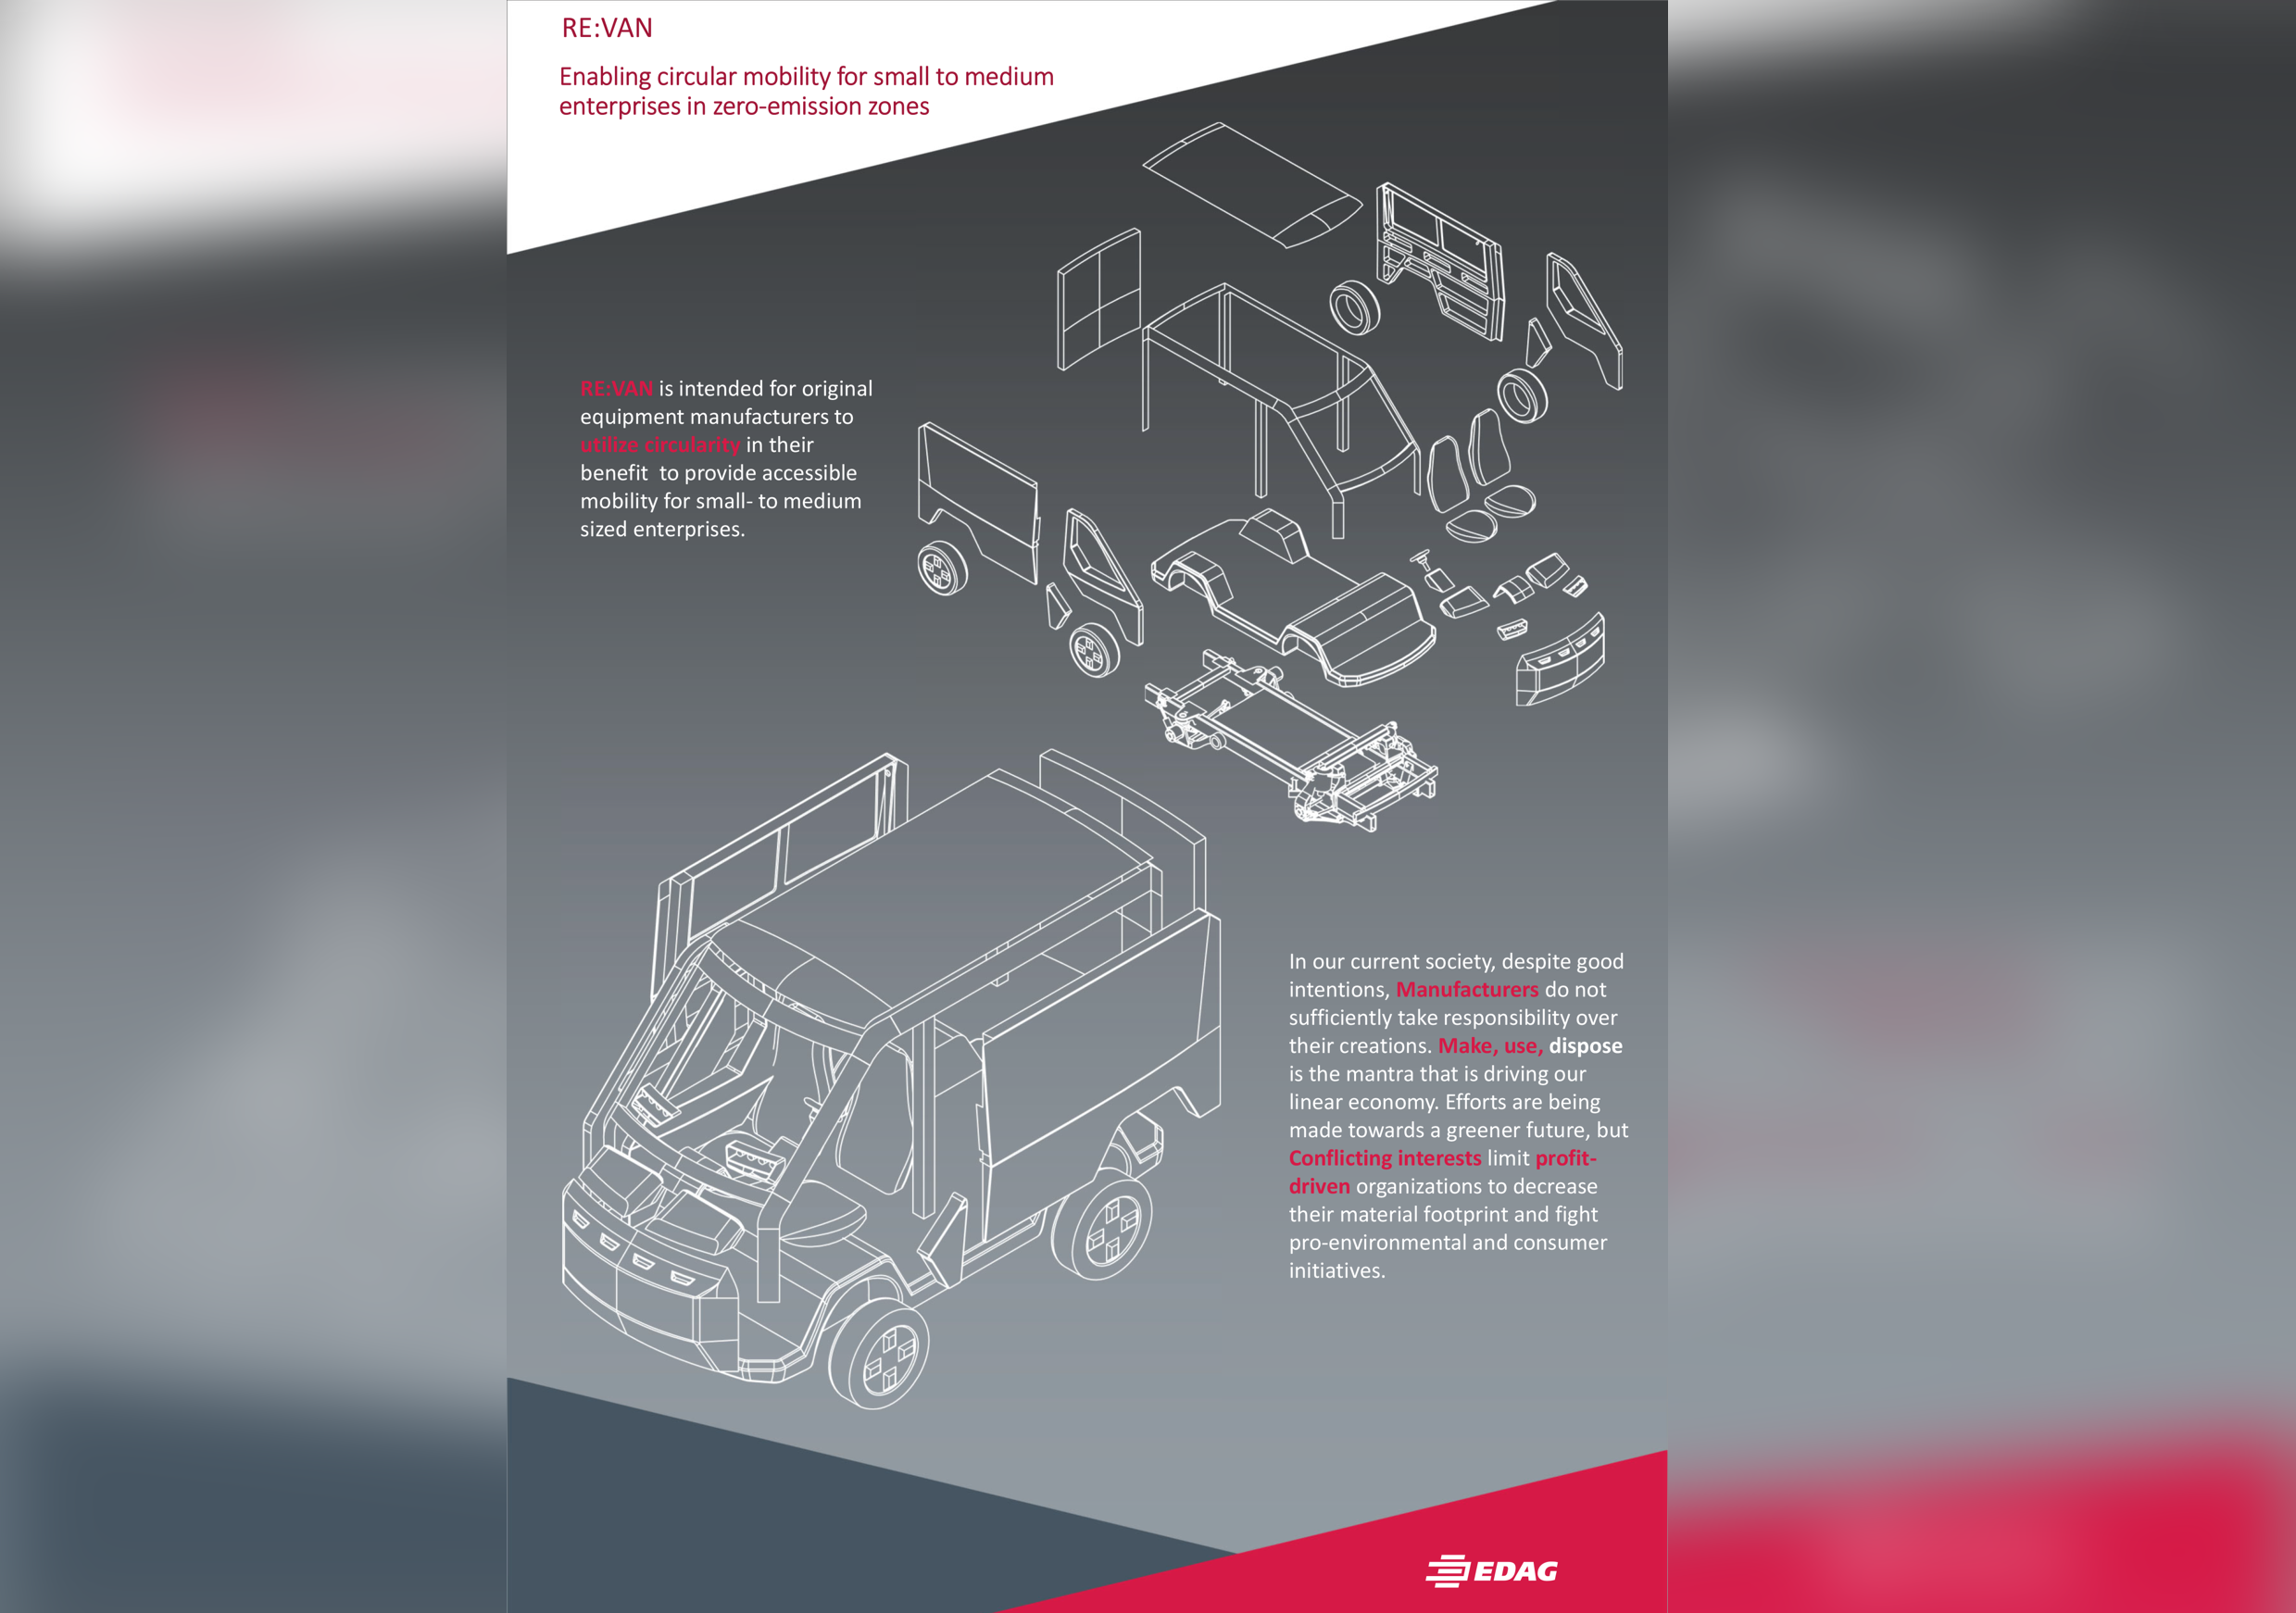 RE:VAN
Enabling circular mobility for small to medium
enterprises in zero-emission zones
RE:VAN is intended for original
equipment manufacturers to
utilize circularity in their
benefit  to provide accessible
mobility for small- to medium
sized enterprises.
In our current society, despite good
intentions, Manufacturers do not
sufficiently take responsibility over
their creations. Make, use, dispose
is the mantra that is driving our
linear economy. Efforts are being
made towards a greener future, but
Conflicting interests limit profit-
driven organizations to decrease
their material footprint and fight
pro-environmental and consumer
initiatives.
EDAG